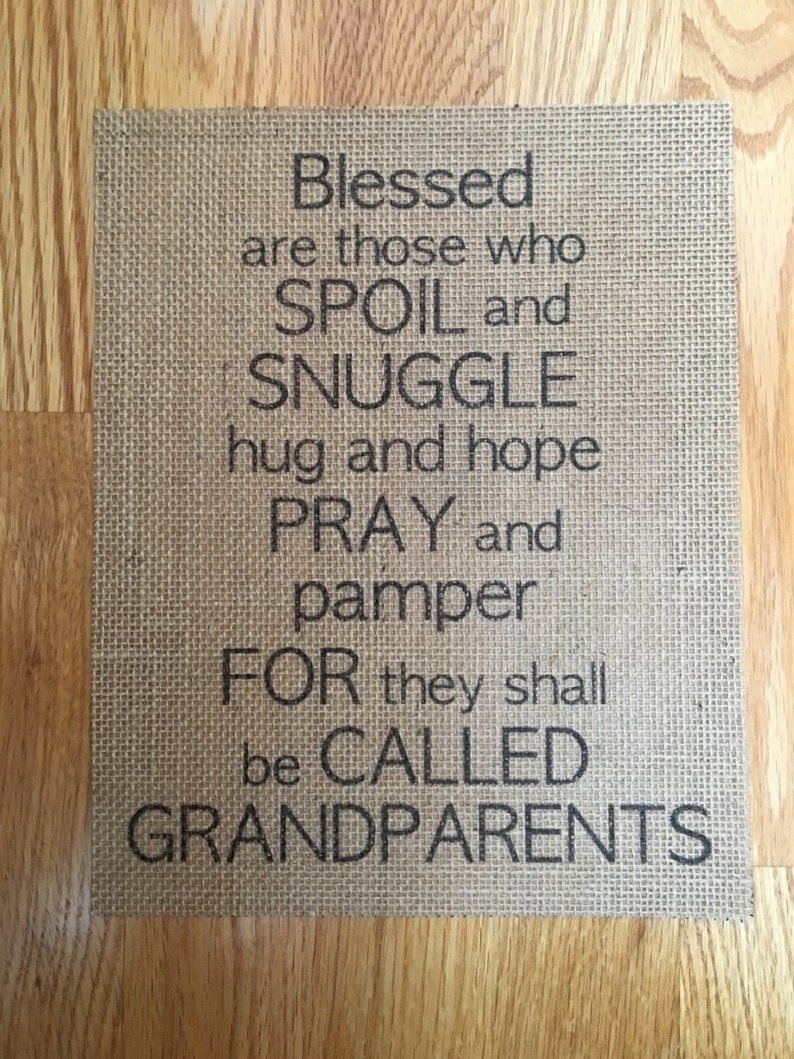 Blessed
are those who
SPOIL and
SNUGGLE
hug and hope
PRAY and
pamper
FOR they shall
be CALLED
GRANDPARENTS